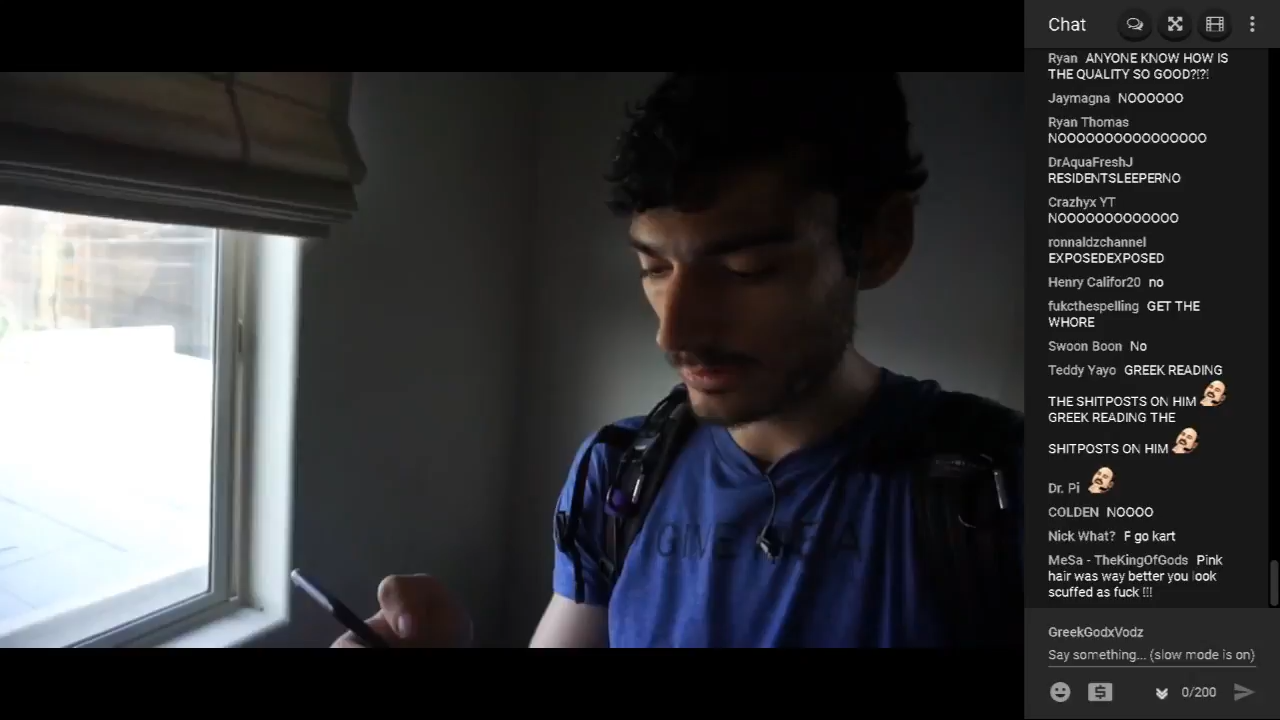 Chat
Ryan ANYONE KNOW HOW IS
THE QUALITY SO GOOD?!?!
Jaymagna NOOOOOO
Ryan Thomas
NOOOOOOOOOOOOOOOO
DrAquaFreshJ
RESIDENTSLEEPERNO
Crazhyx YT
NOOOOOOOOOOOOO
ronnaldzchannel
EXPOSEDEXPOSED
Henry Califor20 no
fukcthespelling GET THE
WHORE
Swoon Boon No
Teddy Yayo GREEK READING
THE SHITPOSTS ON HIM
GREEK READING THE
SHITPOSTS ON HIM
Dr. Pi
COLDEN NOOOO
Nick What? F go kart
MeSa - TheKingOfGods Pink
hair was way better you look
scuffed as fuck !!!
GreekGodxVodz
Say something... (slow mode is on)
0/200